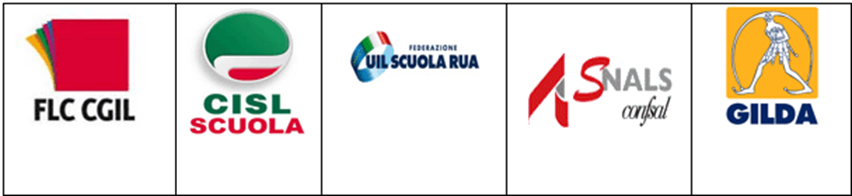 FLC CGIL
CISL
SCUOLA
FEDERAZIONE
UIL SCUOLA RUA
SNALS
confsal
GILDA